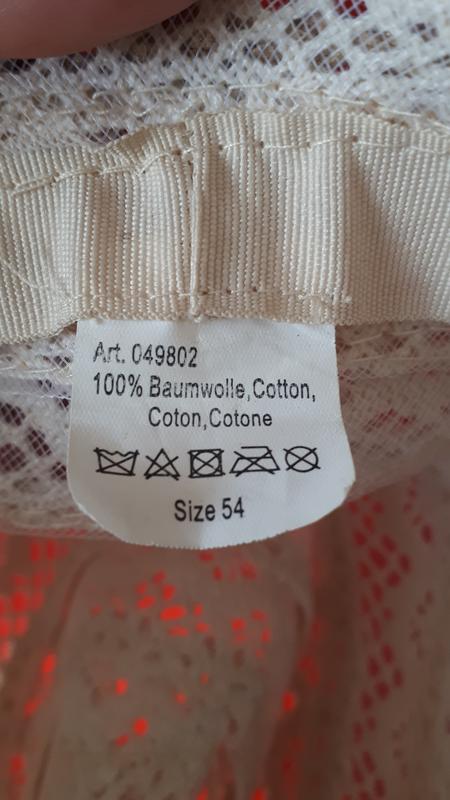 Art. 049802
100% Baumwolle,Cotton,
Coton,Cotone
Size 54